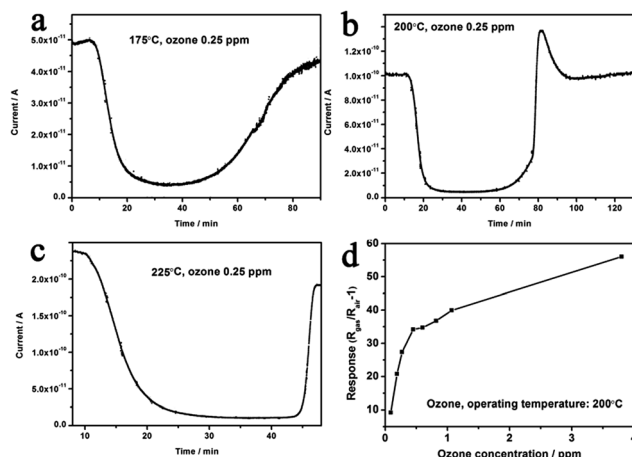 a
175°C, ozone 0.25 ppm
5.0x10⁻¹¹
4.0x10⁻¹¹
3.0x10⁻¹¹
2.0x10⁻¹¹
1.0x10⁻¹¹
0.0
Current / A
0 20 40 60 80
Time / min
b
200°C, ozone 0.25 ppm
1.2x10⁻¹⁰
1.0x10⁻¹⁰
8.0x10⁻¹¹
6.0x10⁻¹¹
4.0x10⁻¹¹
2.0x10⁻¹¹
0.0
Current / A
0 20 40 60 80 100 120
Time / min
c
225°C, ozone 0.25 ppm
2.0x10⁻¹⁰
1.5x10⁻¹⁰
1.0x10⁻¹⁰
5.0x10⁻¹¹
0.0
Current / A
10 20 30 40
Time / min
d
60
50
40
30
20
10
Response (R_gas/R_air-1)
Ozone, operating temperature: 200°C
0 1 2 3 4
Ozone concentration / ppm